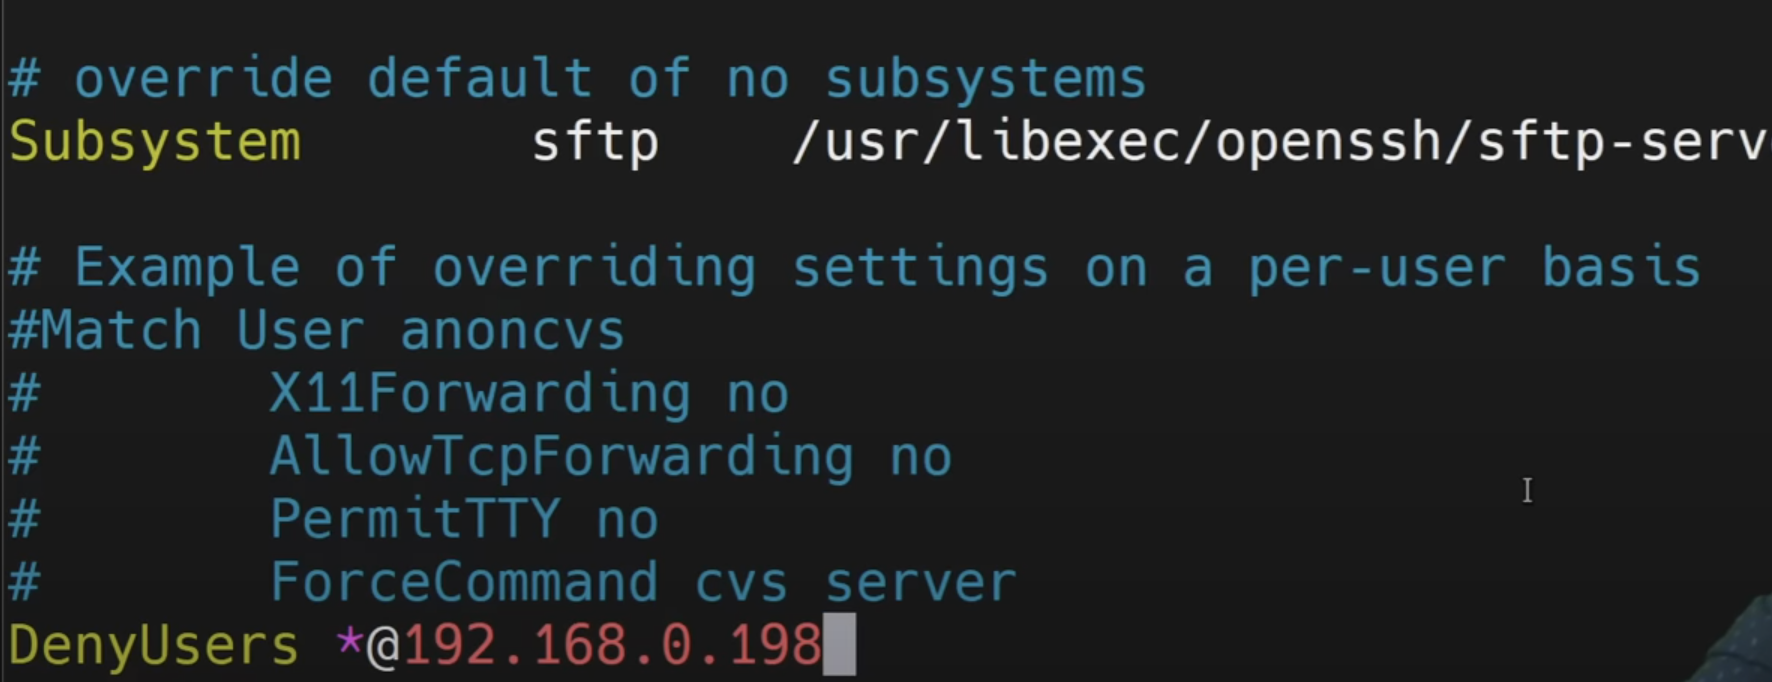 # override default of no subsystems
Subsystem sftp /usr/libexec/openssh/sftp-serv
# Example of overriding settings on a per-user basis
#Match User anoncvs
# X11Forwarding no
# AllowTcpForwarding no
# PermitTTY no
# ForceCommand cvs server
DenyUsers *@192.168.0.198